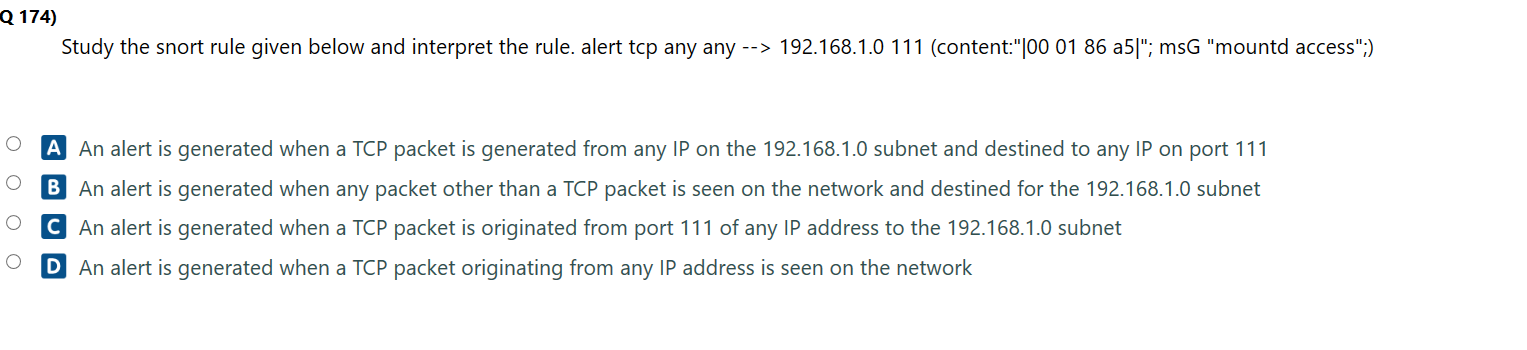 Q 174)
Study the snort rule given below and interpret the rule. alert tcp any any --> 192.168.1.0 111 (content:"|00 01 86 a5|"; msG "mountd access";)
A An alert is generated when a TCP packet is generated from any IP on the 192.168.1.0 subnet and destined to any IP on port 111
B An alert is generated when any packet other than a TCP packet is seen on the network and destined for the 192.168.1.0 subnet
C An alert is generated when a TCP packet is originated from port 111 of any IP address to the 192.168.1.0 subnet
D An alert is generated when a TCP packet originating from any IP address is seen on the network